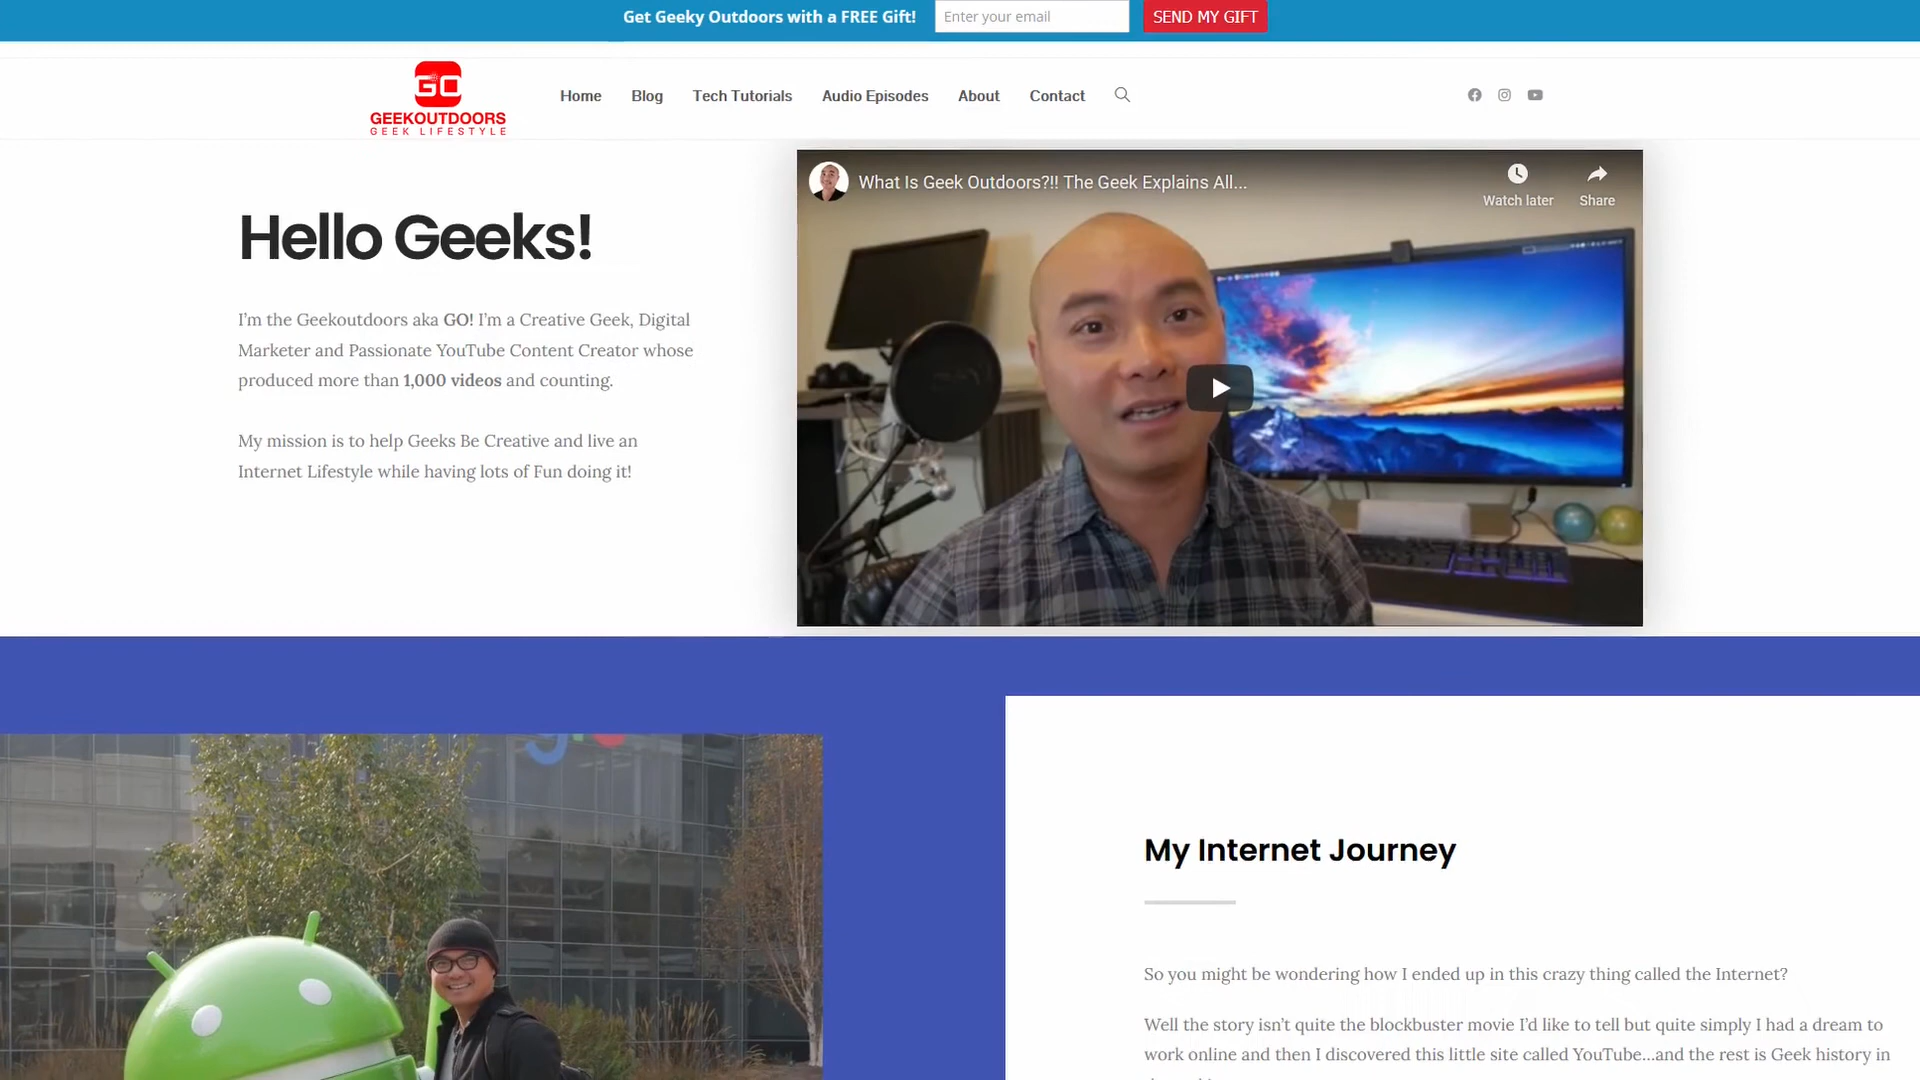 Get Geeky Outdoors with a FREE Gift!
Enter your email
SEND MY GIFT
GO
GEEKOUTDOORS
GEEK LIFESTYLE
Home
Blog
Tech Tutorials
Audio Episodes
About
Contact
What Is Geek Outdoors?!! The Geek Explains All...
Watch later
Share
Hello Geeks!
I'm the Geekoutdoors aka GO! I'm a Creative Geek, Digital
Marketer and Passionate YouTube Content Creator whose
produced more than 1,000 videos and counting.
My mission is to help Geeks Be Creative and live an
Internet Lifestyle while having lots of Fun doing it!
My Internet Journey
So you might be wondering how I ended up in this crazy thing called the Internet?
Well the story isn't quite the blockbuster movie I'd like to tell but quite simply I had a dream to
work online and then I discovered this little site called YouTube...and the rest is Geek history in